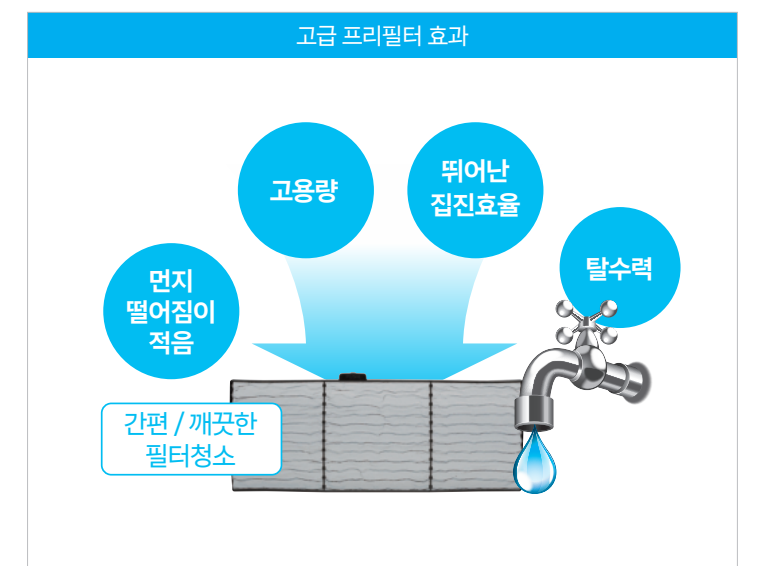 고급 프리필터 효과
고용량
뛰어난
집진효율
탈수력
먼지
떨어짐이
적음
간편 / 깨끗한
필터청소